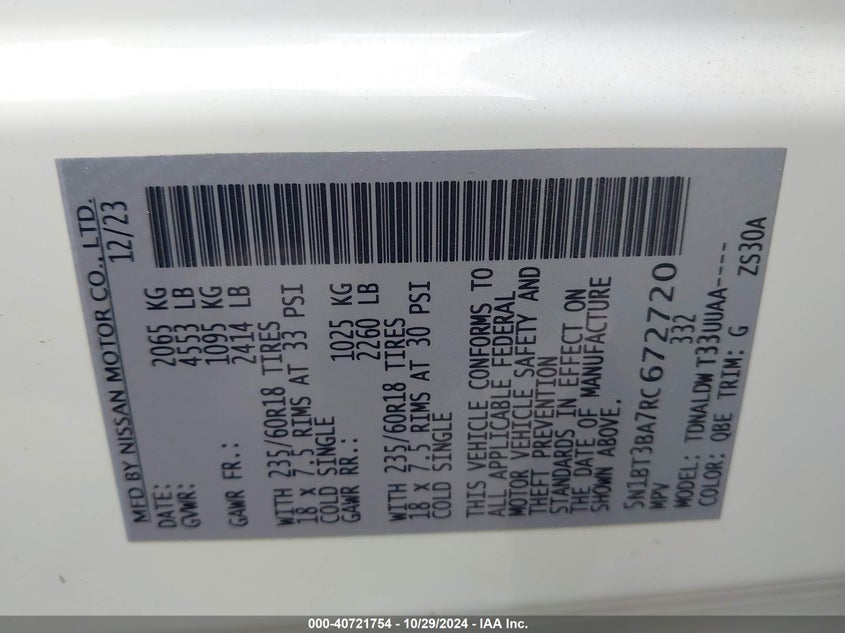 MFD BY NISSAN MOTOR CO., LTD.
DATE: 12/23
GVWR: 2065 KG
4553 LB
GAWR FR.: 1095 KG
2414 LB
WITH 235/60R18 TIRES
18 X 7.5 RIMS AT 33 PSI
COLD SINGLE
GAWR RR.: 1025 KG
2260 LB
WITH 235/60R18 TIRES
18 X 7.5 RIMS AT 30 PSI
COLD SINGLE
THIS VEHICLE CONFORMS TO
ALL APPLICABLE FEDERAL
MOTOR VEHICLE SAFETY AND
THEFT PREVENTION
STANDARDS IN EFFECT ON
THE DATE OF MANUFACTURE
SHOWN ABOVE.
5N1BT3BA7RC672720
MPV 332
MODEL: TDNALDW T33UUAA----
COLOR: QBE TRIM: G ZS30A
000-40721754 - 10/29/2024 - IAA Inc.